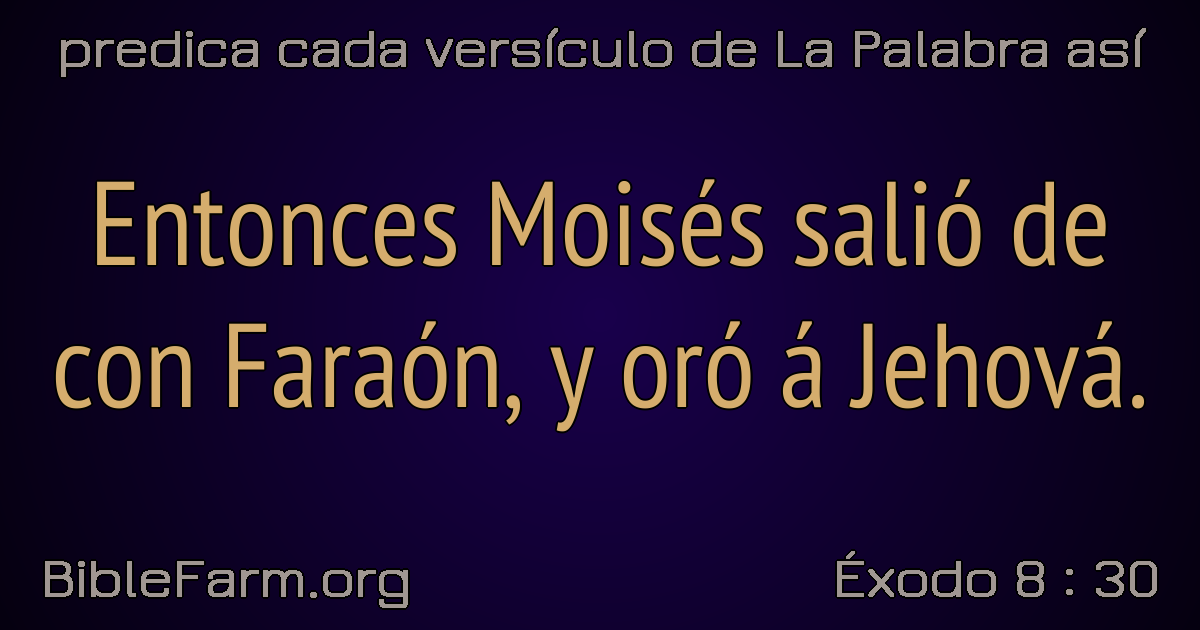 predica cada versículo de La Palabra así
Entonces Moisés salió de
con Faraón, y oró á Jehová.
BibleFarm.org
Éxodo 8 : 30